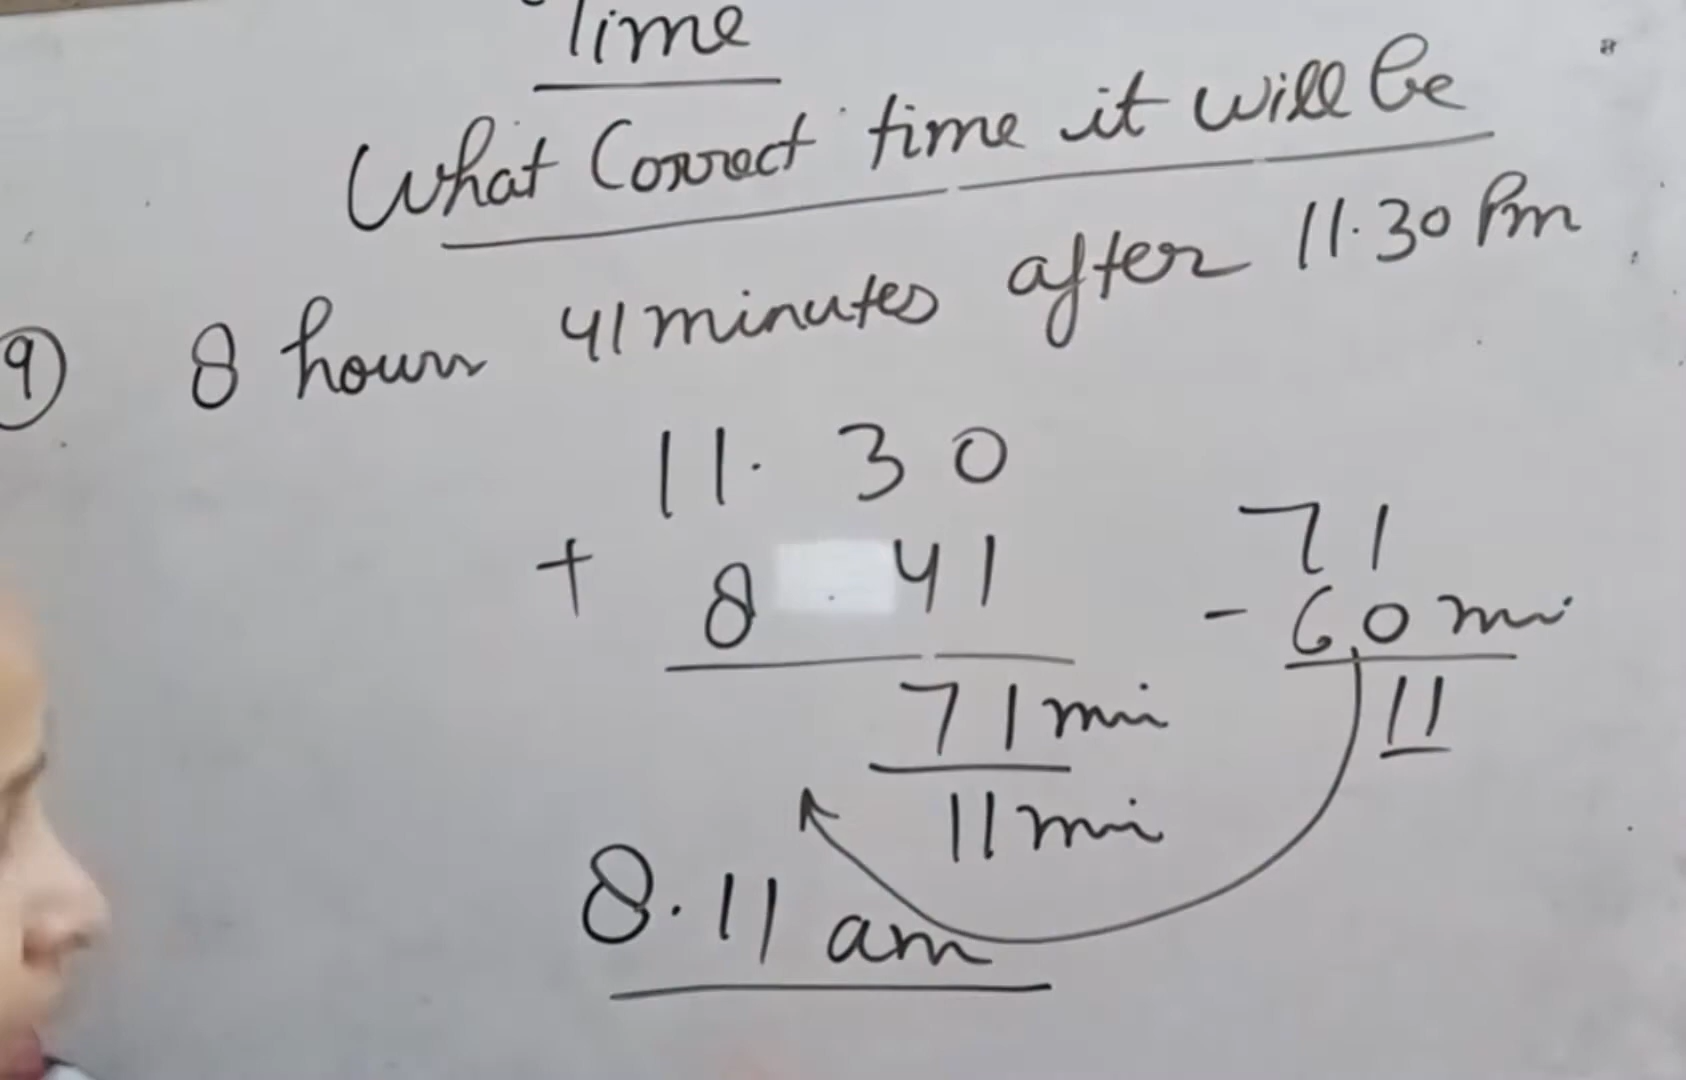 Time
What Correct time it will be
9 8 hours 41 minutes after 11.30 Pm
11. 30
+ 8 41
71 min
11 min
8.11 am
71
- 60 min
11